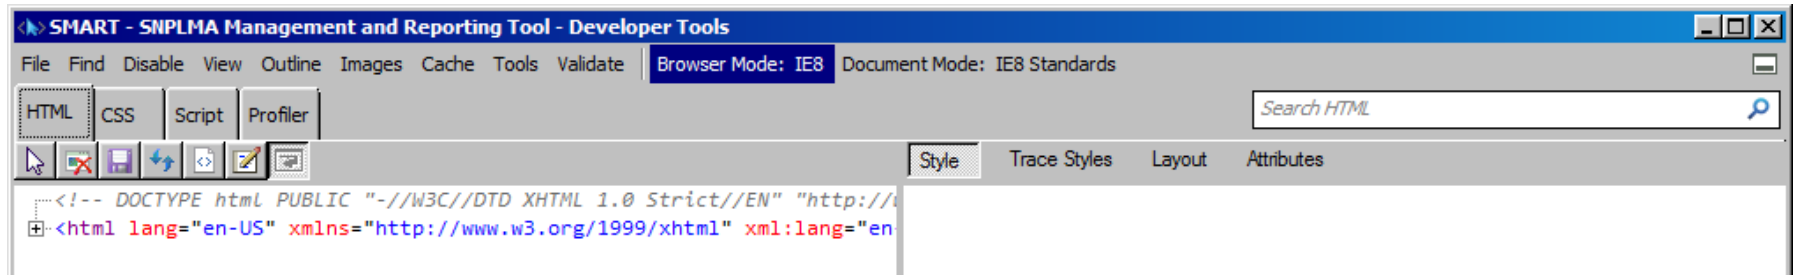 SMART - SNPLMA Management and Reporting Tool - Developer Tools
File Find Disable View Outline Images Cache Tools Validate Browser Mode: IE8 Document Mode: IE8 Standards
HTML CSS Script Profiler Search HTML
Style Trace Styles Layout Attributes
<!-- DOCTYPE html PUBLIC "-//W3C//DTD XHTML 1.0 Strict//EN" "http://
<html lang="en-US" xmlns="http://www.w3.org/1999/xhtml" xml:lang="en